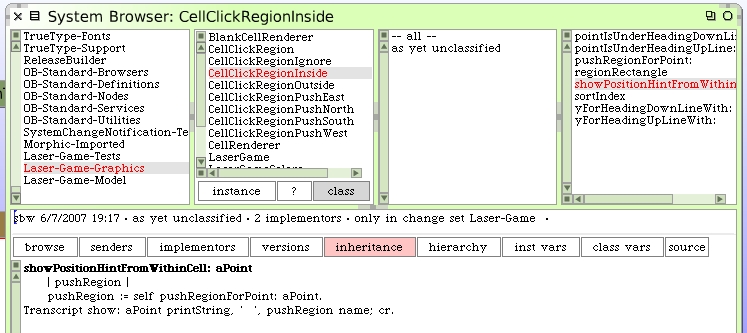 System Browser: CellClickRegionInside
TrueType-Fonts
TrueType-Support
ReleaseBuilder
OB-Standard-Browsers
OB-Standard-Definitions
OB-Standard-Nodes
OB-Standard-Services
OB-Standard-Utilities
SystemChangeNotification-Te
Morphic-Imported
Laser-Game-Tests
Laser-Game-Graphics
Laser-Game-Model
BlankCellRenderer
CellClickRegion
CellClickRegionIgnore
CellClickRegionInside
CellClickRegionOutside
CellClickRegionPushEast
CellClickRegionPushNorth
CellClickRegionPushSouth
CellClickRegionPushWest
CellRenderer
LaserGame
LaserGameColors
instance ? class
-- all --
as yet unclassified
pointIsUnderHeadingDownLin
pointIsUnderHeadingUpLine:
pushRegionForPoint:
regionRectangle
showPositionHintFromWithin
sortIndex
yForHeadingDownLineWith:
yForHeadingUpLineWith:
sbw 6/7/2007 19:17 · as yet unclassified · 2 implementors · only in change set Laser-Game ·
browse senders implementors versions inheritance hierarchy inst vars class vars source
showPositionHintFromWithinCell: aPoint
| pushRegion |
pushRegion := self pushRegionForPoint: aPoint.
Transcript show: aPoint printString, '  ', pushRegion name; cr.